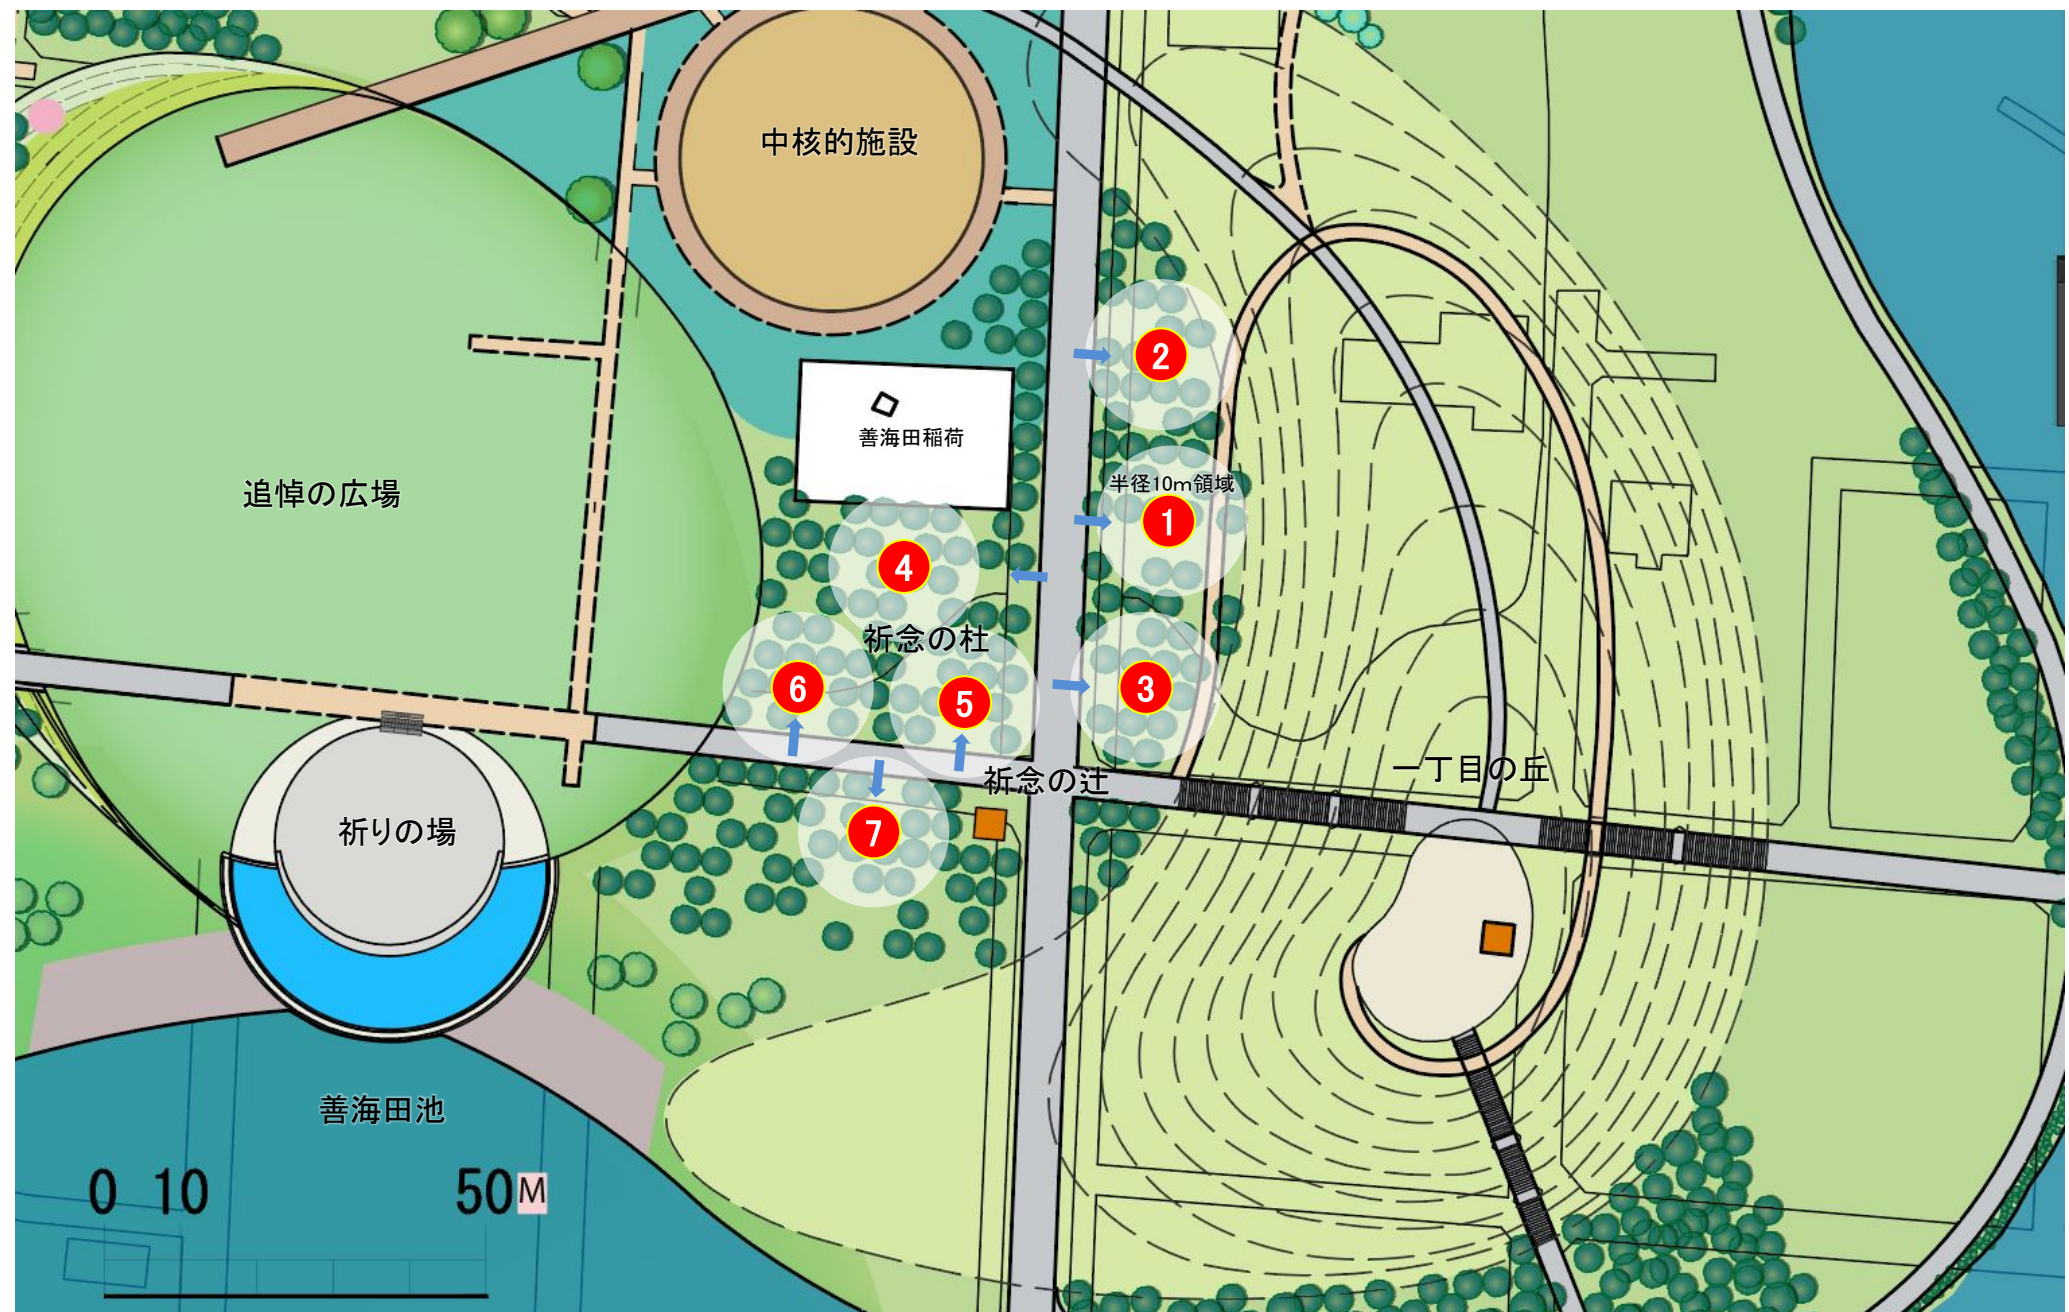 中核的施設
2
善海田稲荷
追悼の広場
半径10m領域
1
4
祈念の杜
6
5
3
祈念の辻
一丁目の丘
祈りの場
7
善海田池
0 10 50M